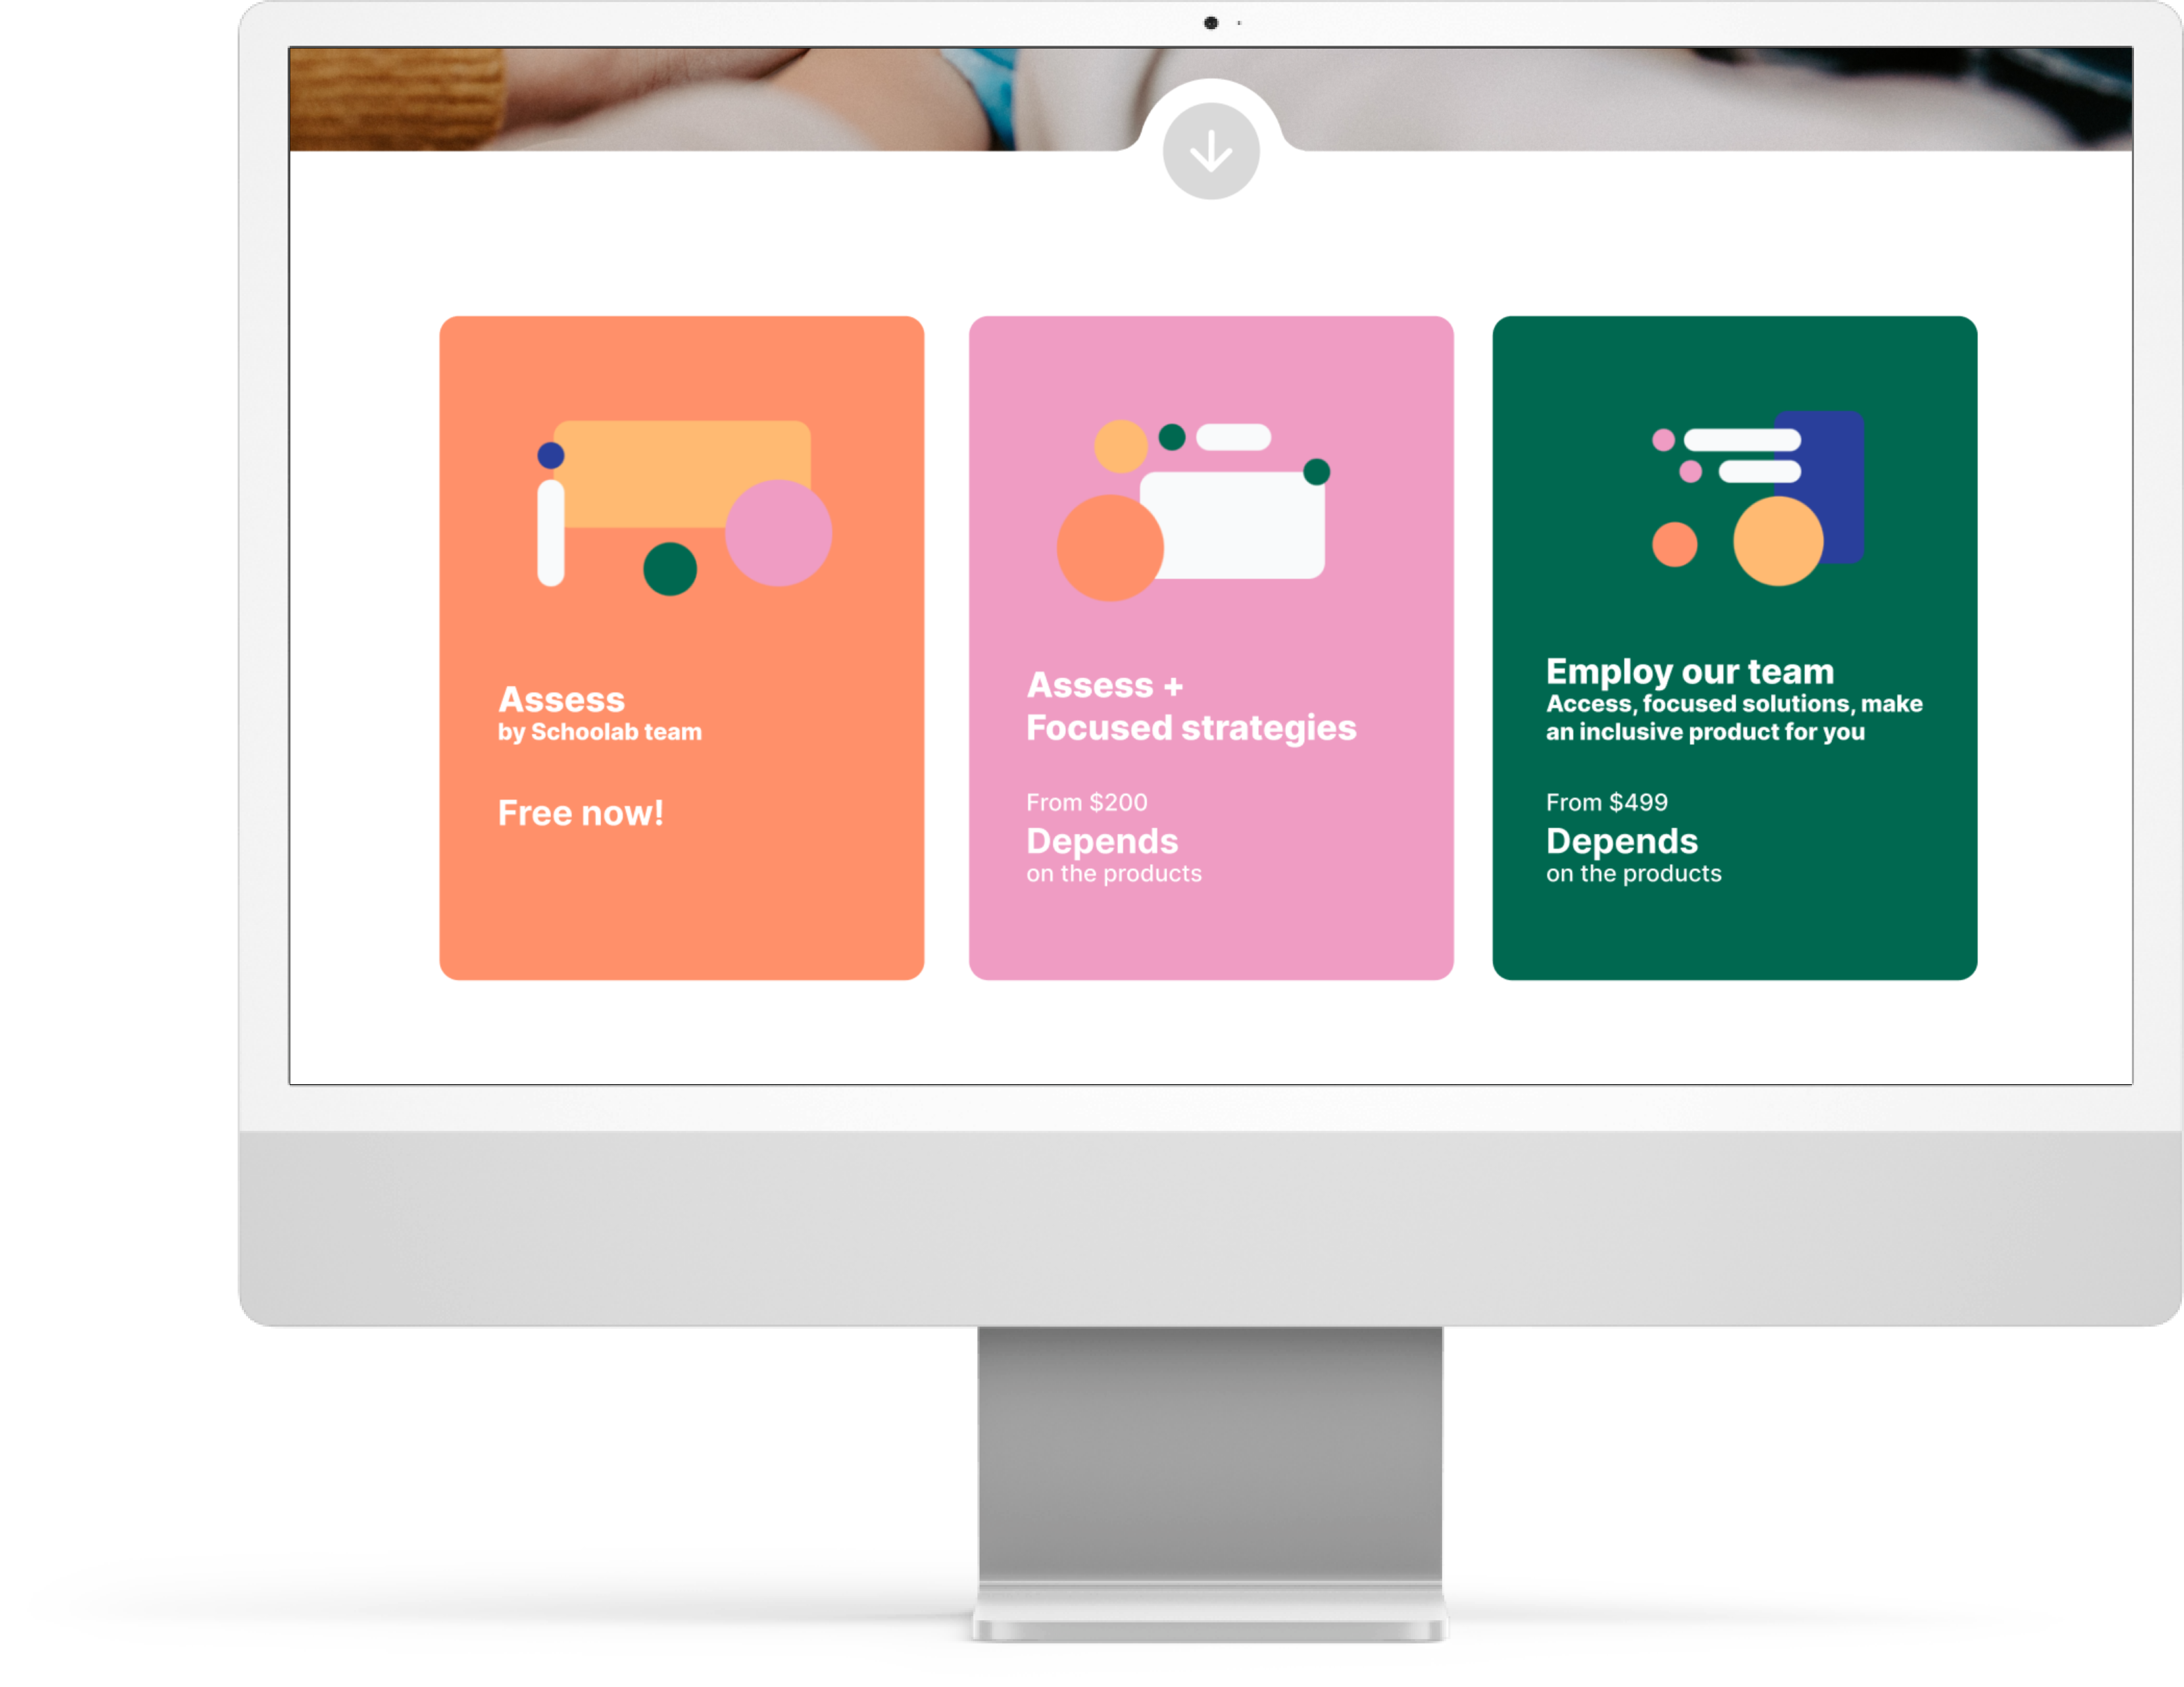 Assess
by Schoolab team
Free now!
Assess +
Focused strategies
From $200
Depends
on the products
Employ our team
Access, focused solutions, make
an inclusive product for you
From $499
Depends
on the products